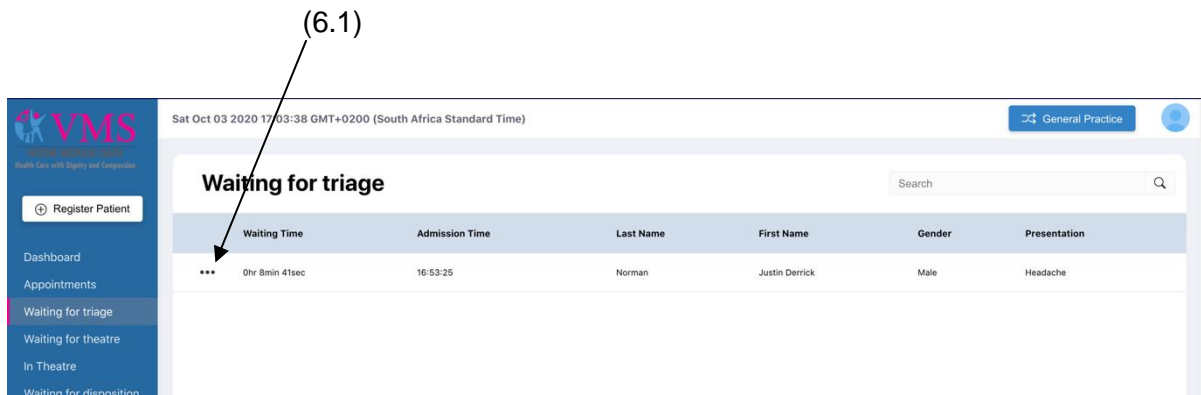 (6.1)
VMS
Health Care with Dignity and Compassion
Sat Oct 03 2020 17:03:38 GMT+0200 (South Africa Standard Time)
General Practice
Register Patient
Dashboard
Appointments
Waiting for triage
Waiting for theatre
In Theatre
Waiting for disposition
Waiting for triage
Search
Waiting Time Admission Time Last Name First Name Gender Presentation
••• 0hr 8min 41sec 16:53:25 Norman Justin Derrick Male Headache